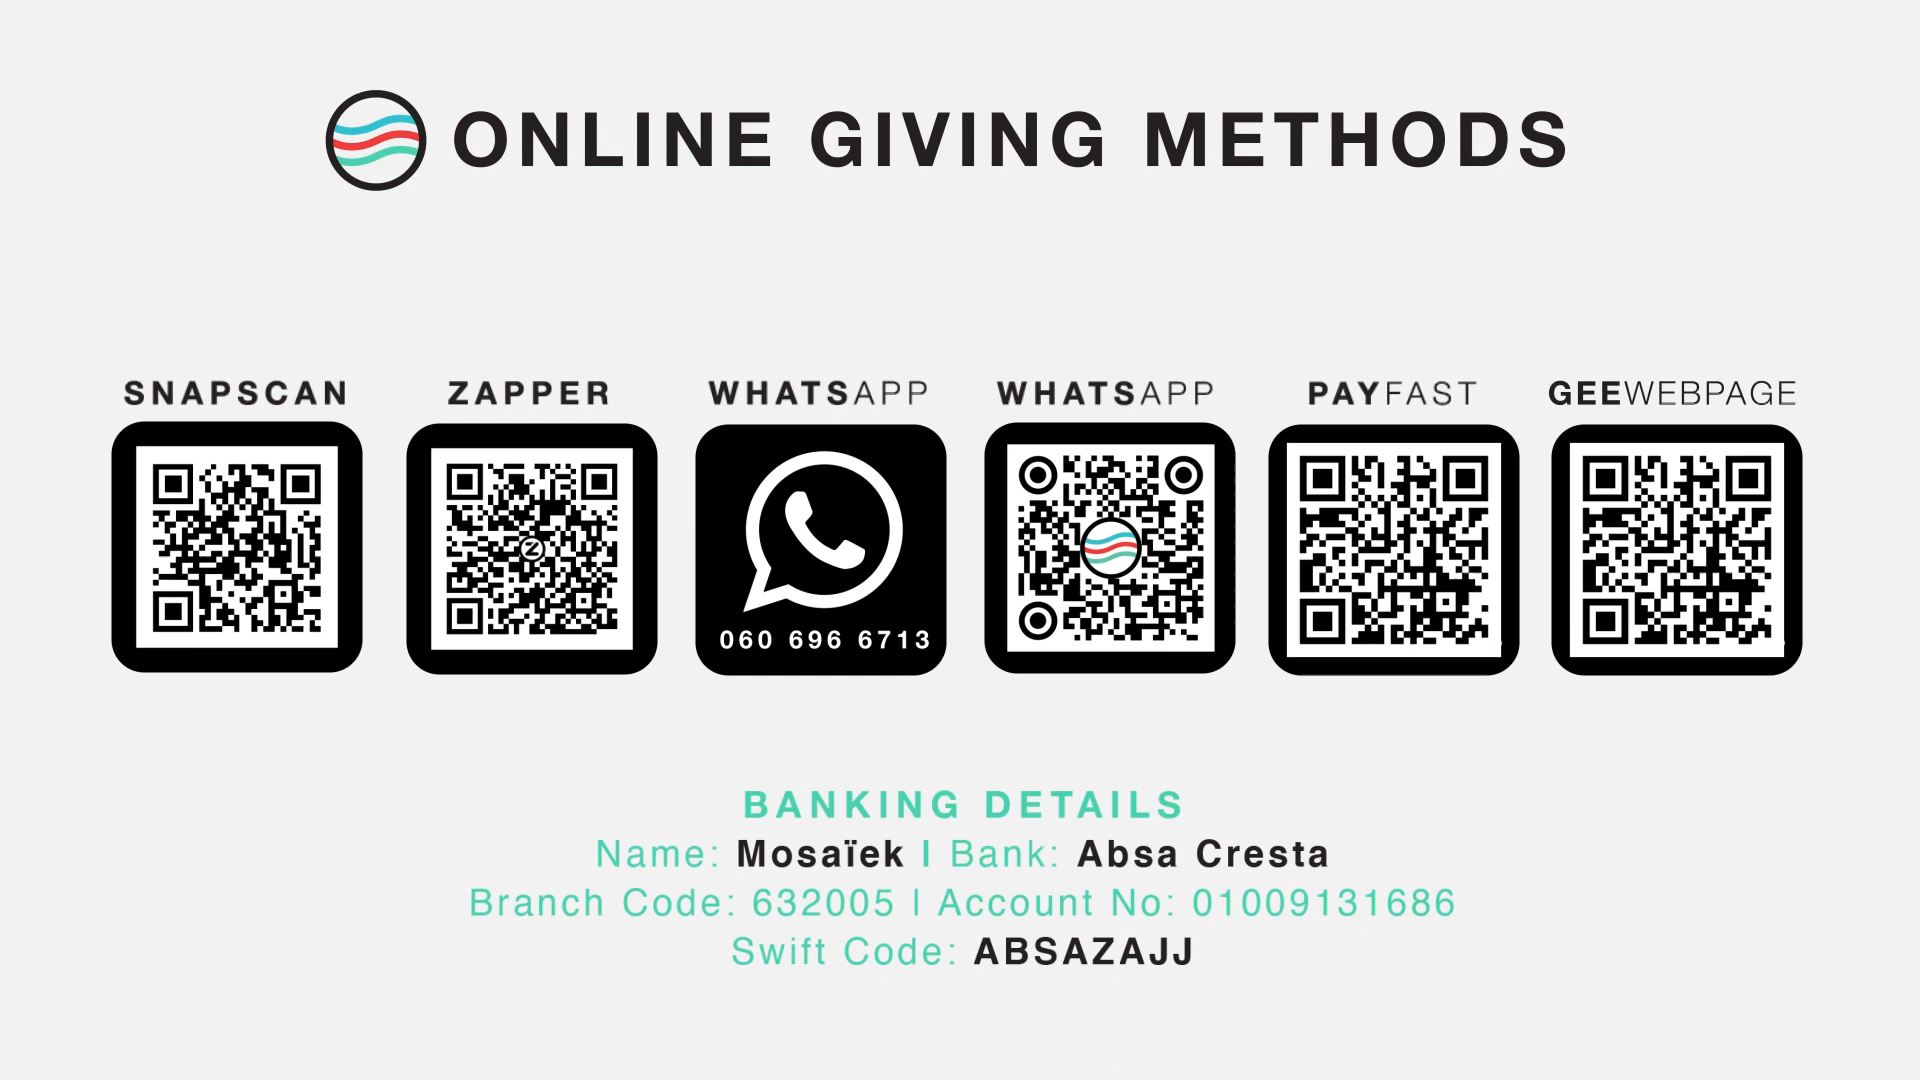 ONLINE GIVING METHODS
SNAPSCAN ZAPPER WHATSAPP WHATSAPP PAYFAST GEEWEBPAGE
Z
060 696 6713
BANKING DETAILS
Name: Mosaïek I Bank: Absa Cresta
Branch Code: 632005 | Account No: 01009131686
Swift Code: ABSAZAJJ